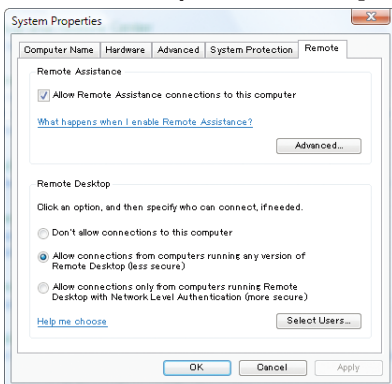 System Properties
Computer Name Hardware Advanced System Protection Remote
Remote Assistance
Allow Remote Assistance connections to this computer
What happens when I enable Remote Assistance?
Advanced...
Remote Desktop
Click an option, and then specify who can connect, if needed.
Don't allow connections to this computer
Allow connections from computers running any version of
Remote Desktop (less secure)
Allow connections only from computers running Remote
Desktop with Network Level Authentication (more secure)
Help me choose
Select Users...
OK Cancel Apply